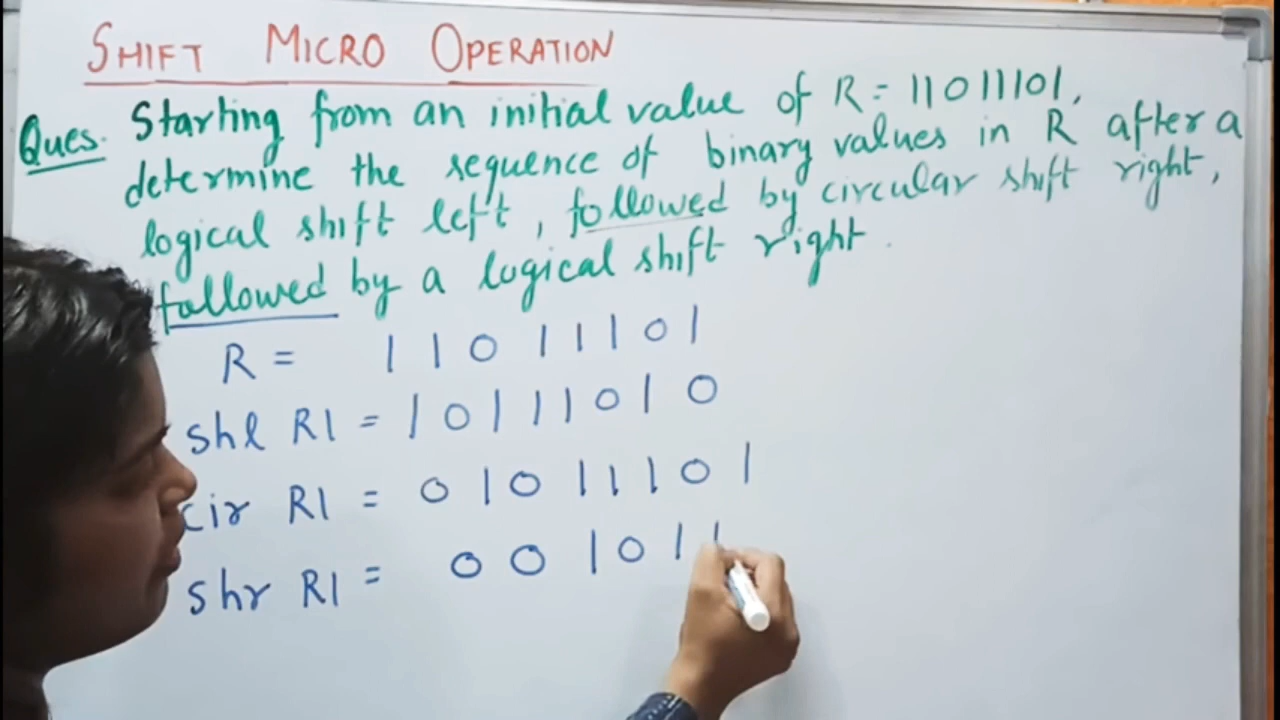 SHIFT MICRO OPERATION
Ques. Starting from an initial value of R = 11011101,
determine the sequence of binary values in R after a
logical shift left, followed by circular shift right,
followed by a logical shift right.
R = 1 1 0 1 1 1 0 1
shl R1 = 1 0 1 1 1 0 1 0
cir R1 = 0 1 0 1 1 1 0 1
shr R1 = 0 0 1 0 1 1